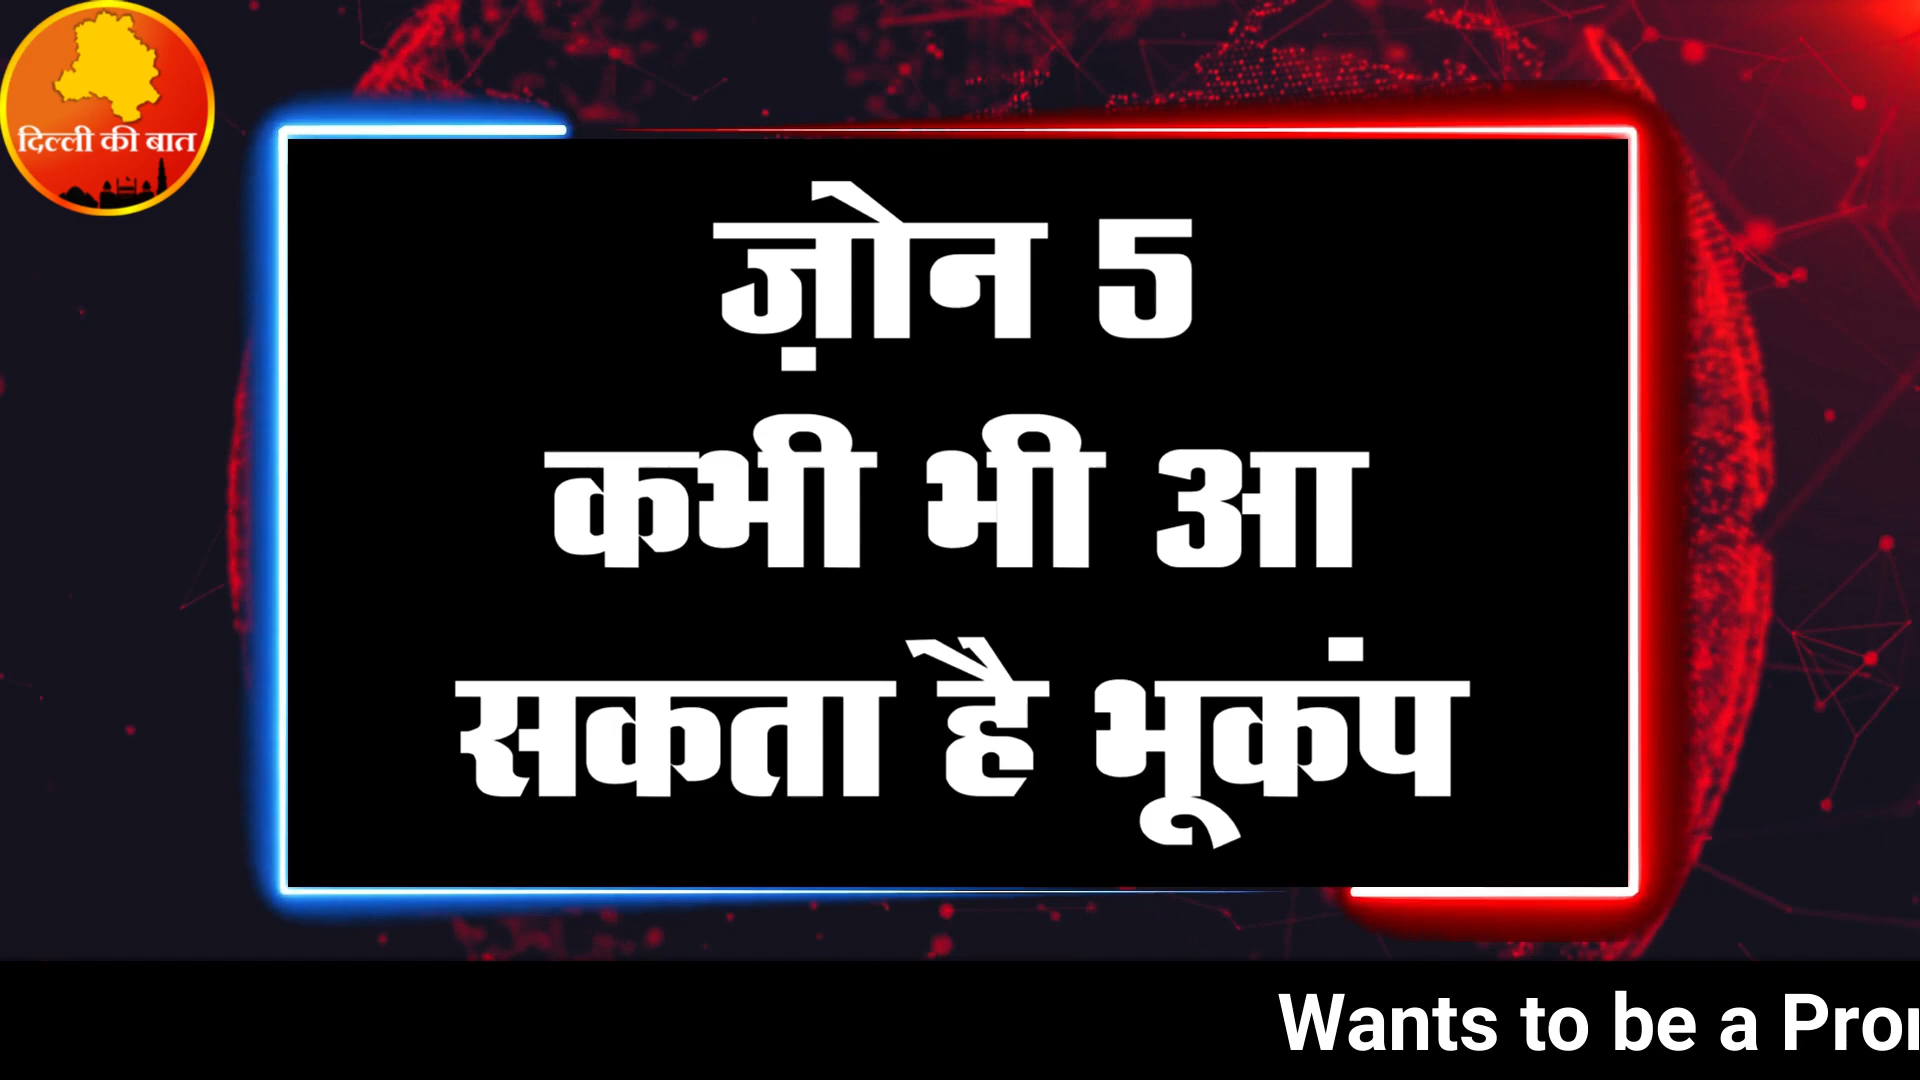 दिल्ली की बात
ज़ोन 5
कभी भी आ
सकता है भूकंप
Wants to be a